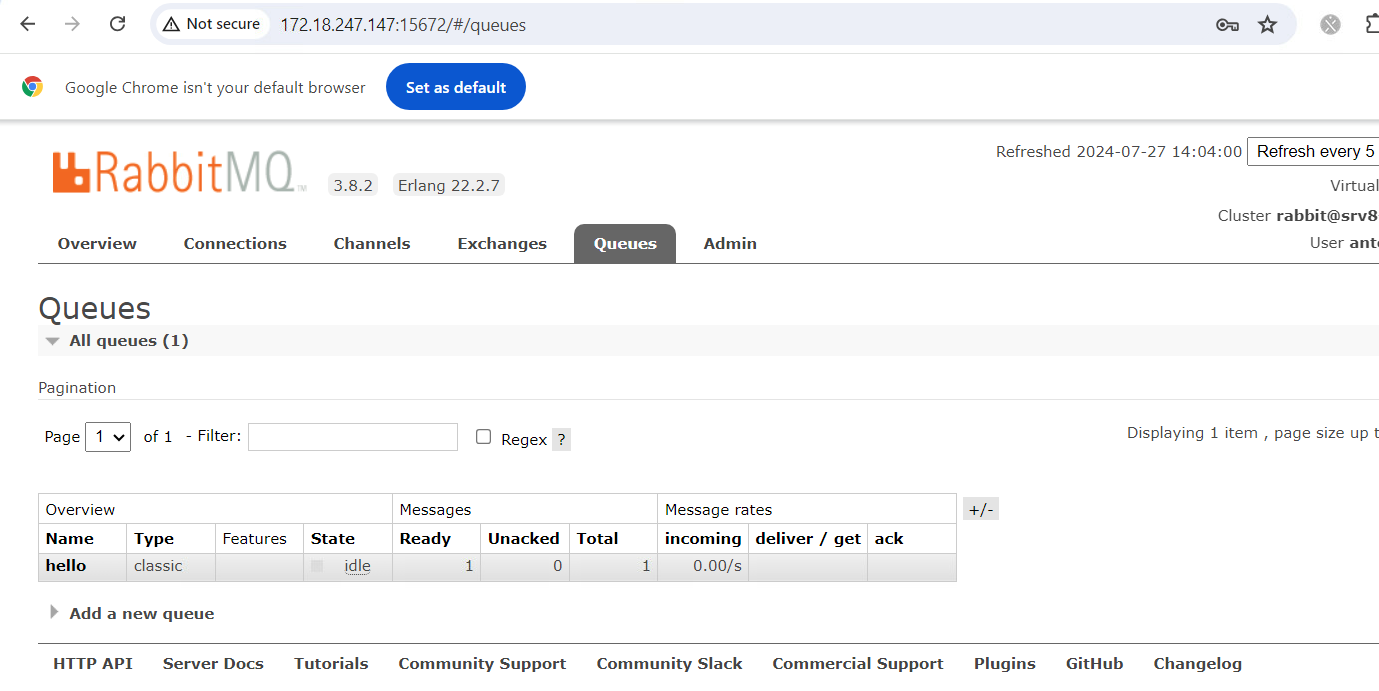 Not secure 172.18.247.147:15672/#/queues
Google Chrome isn't your default browser Set as default
RabbitMQ TM 3.8.2 Erlang 22.2.7
Refreshed 2024-07-27 14:04:00 Refresh every 5
Virtual
Cluster rabbit@srv8
User ant
Overview Connections Channels Exchanges Queues Admin
Queues
All queues (1)
Pagination
Page 1 of 1 - Filter: Regex ?
Displaying 1 item , page size up t
Overview Messages Message rates +/-
Name Type Features State Ready Unacked Total incoming deliver / get ack
hello classic idle 1 0 1 0.00/s
Add a new queue
HTTP API Server Docs Tutorials Community Support Community Slack Commercial Support Plugins GitHub Changelog